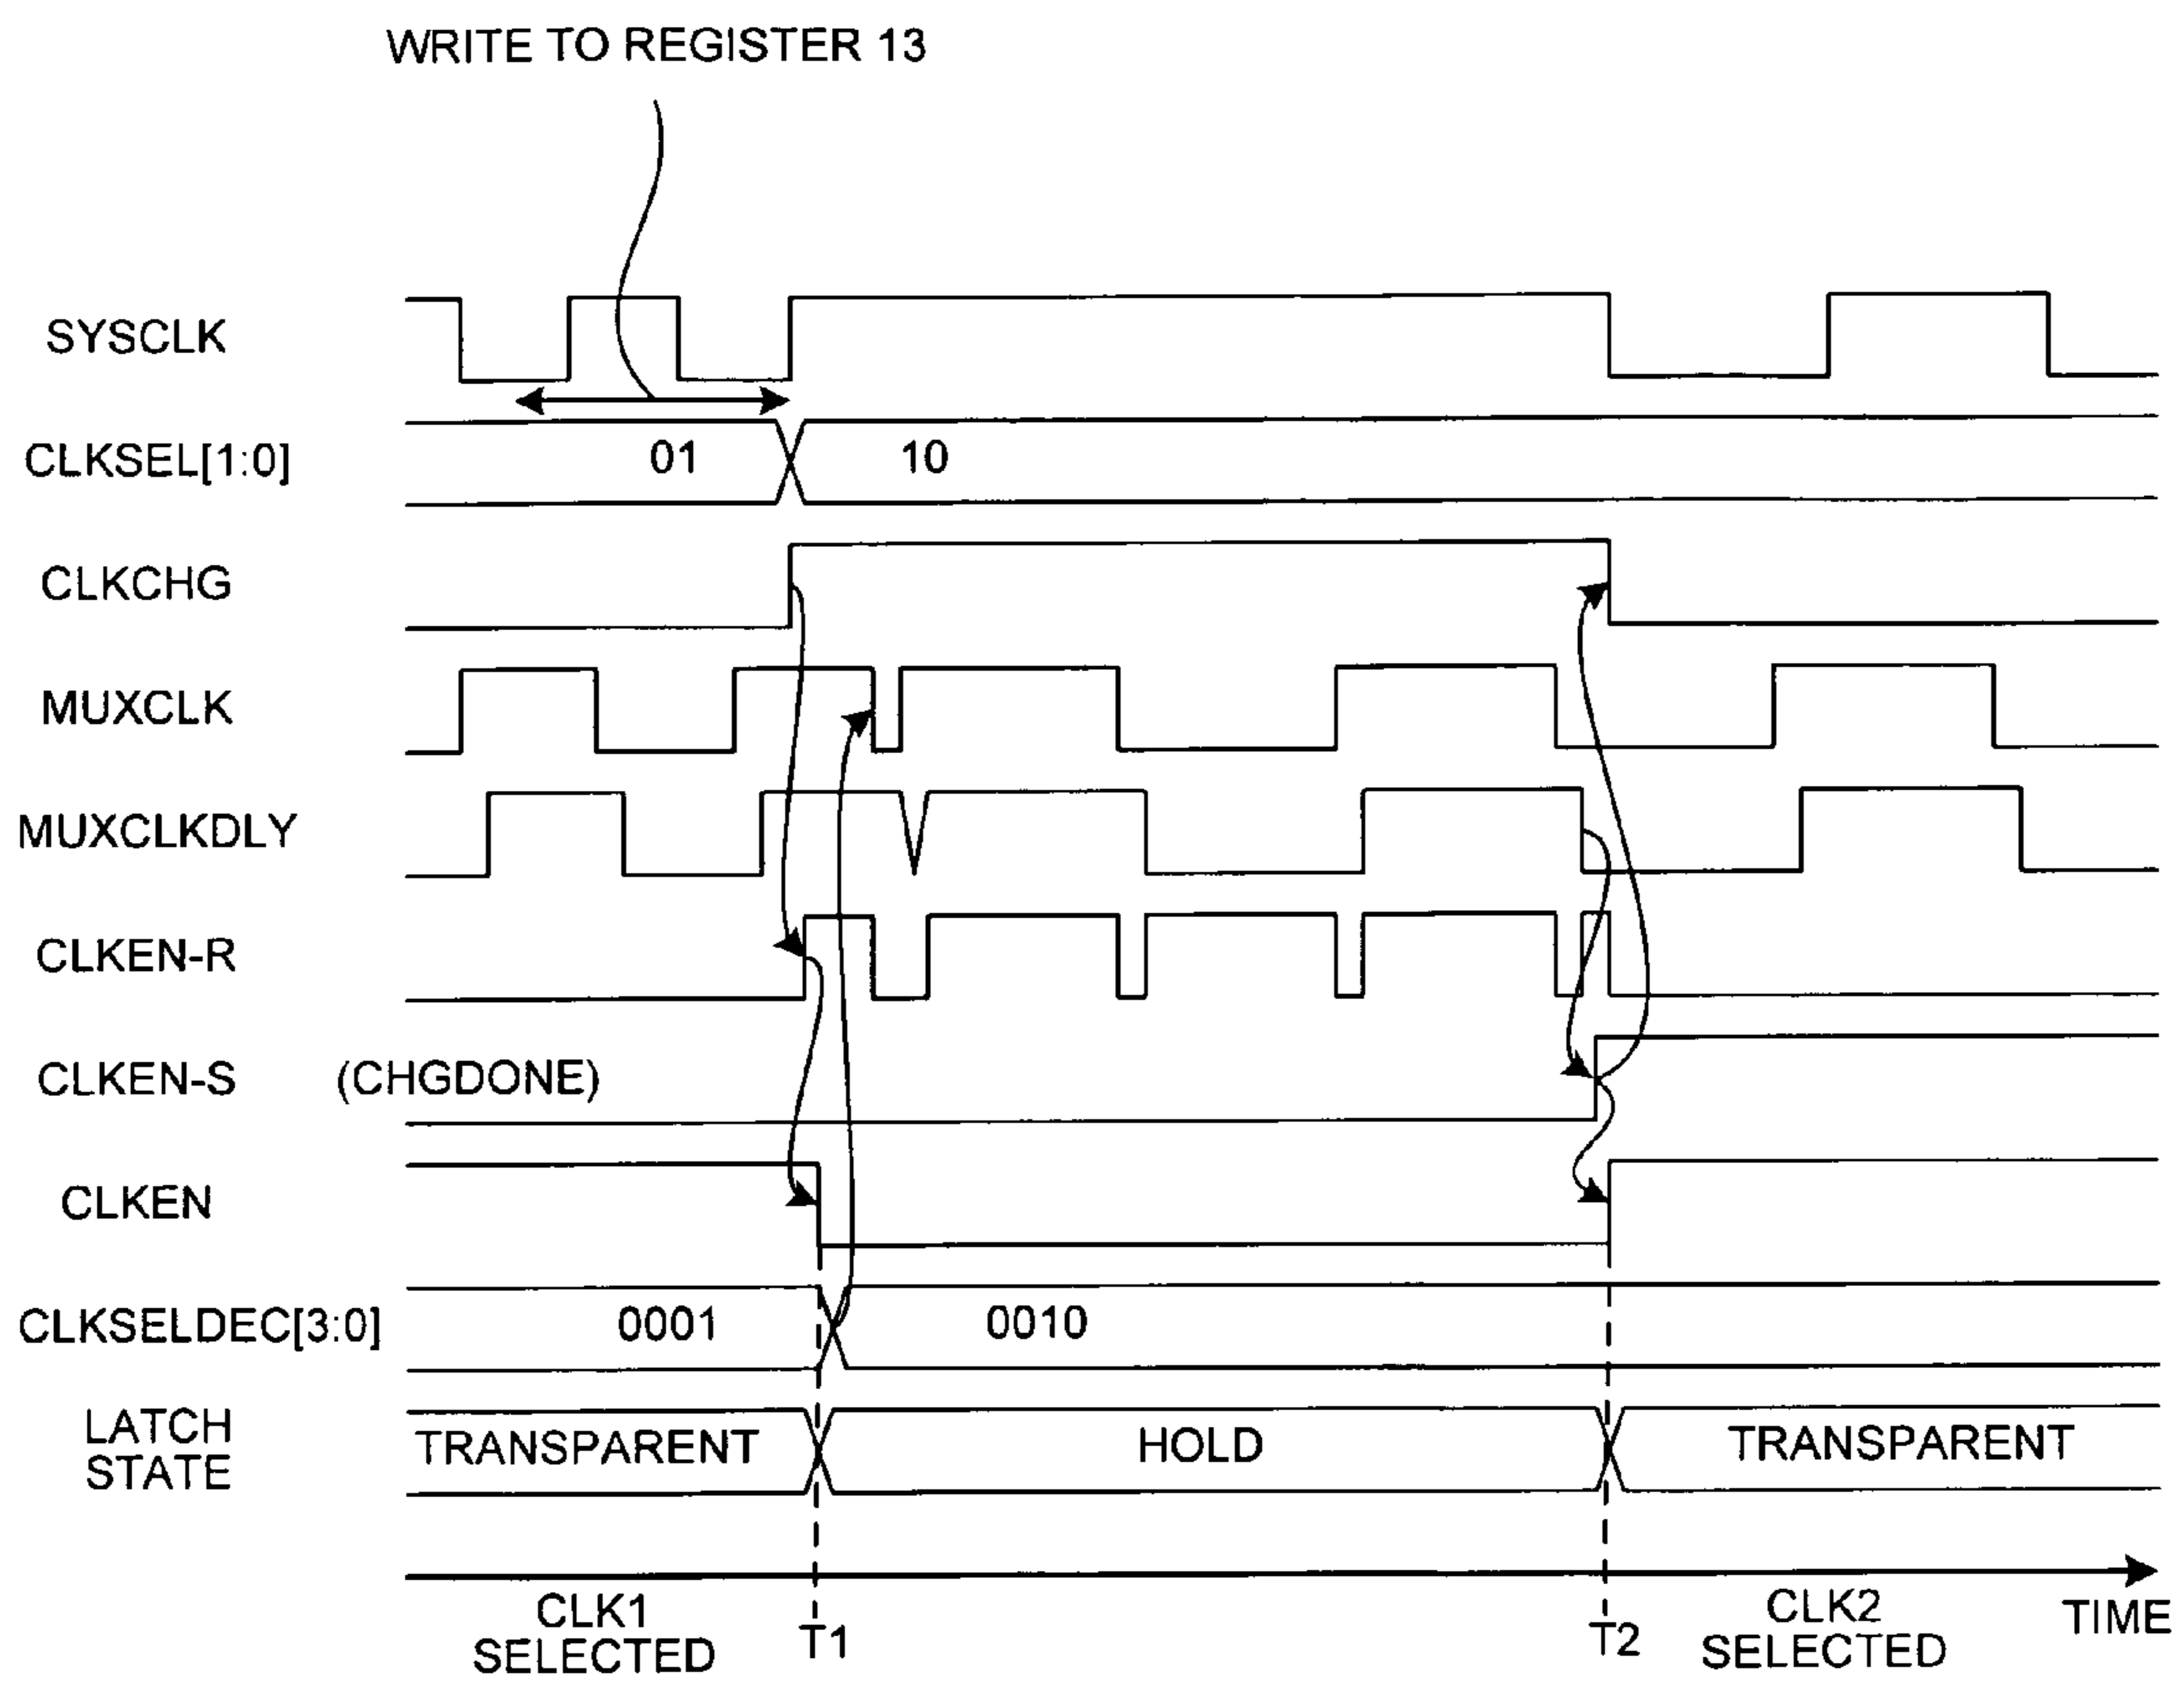 WRITE TO REGISTER 13
SYSCLK
CLKSEL[1:0]
01
10
CLKCHG
MUXCLK
MUXCLKDLY
CLKEN-R
CLKEN-S
(CHGDONE)
CLKEN
CLKSELDEC[3:0]
0001
0010
LATCH
STATE
TRANSPARENT
HOLD
TRANSPARENT
CLK1
SELECTED
T1
T2
CLK2
SELECTED
TIME